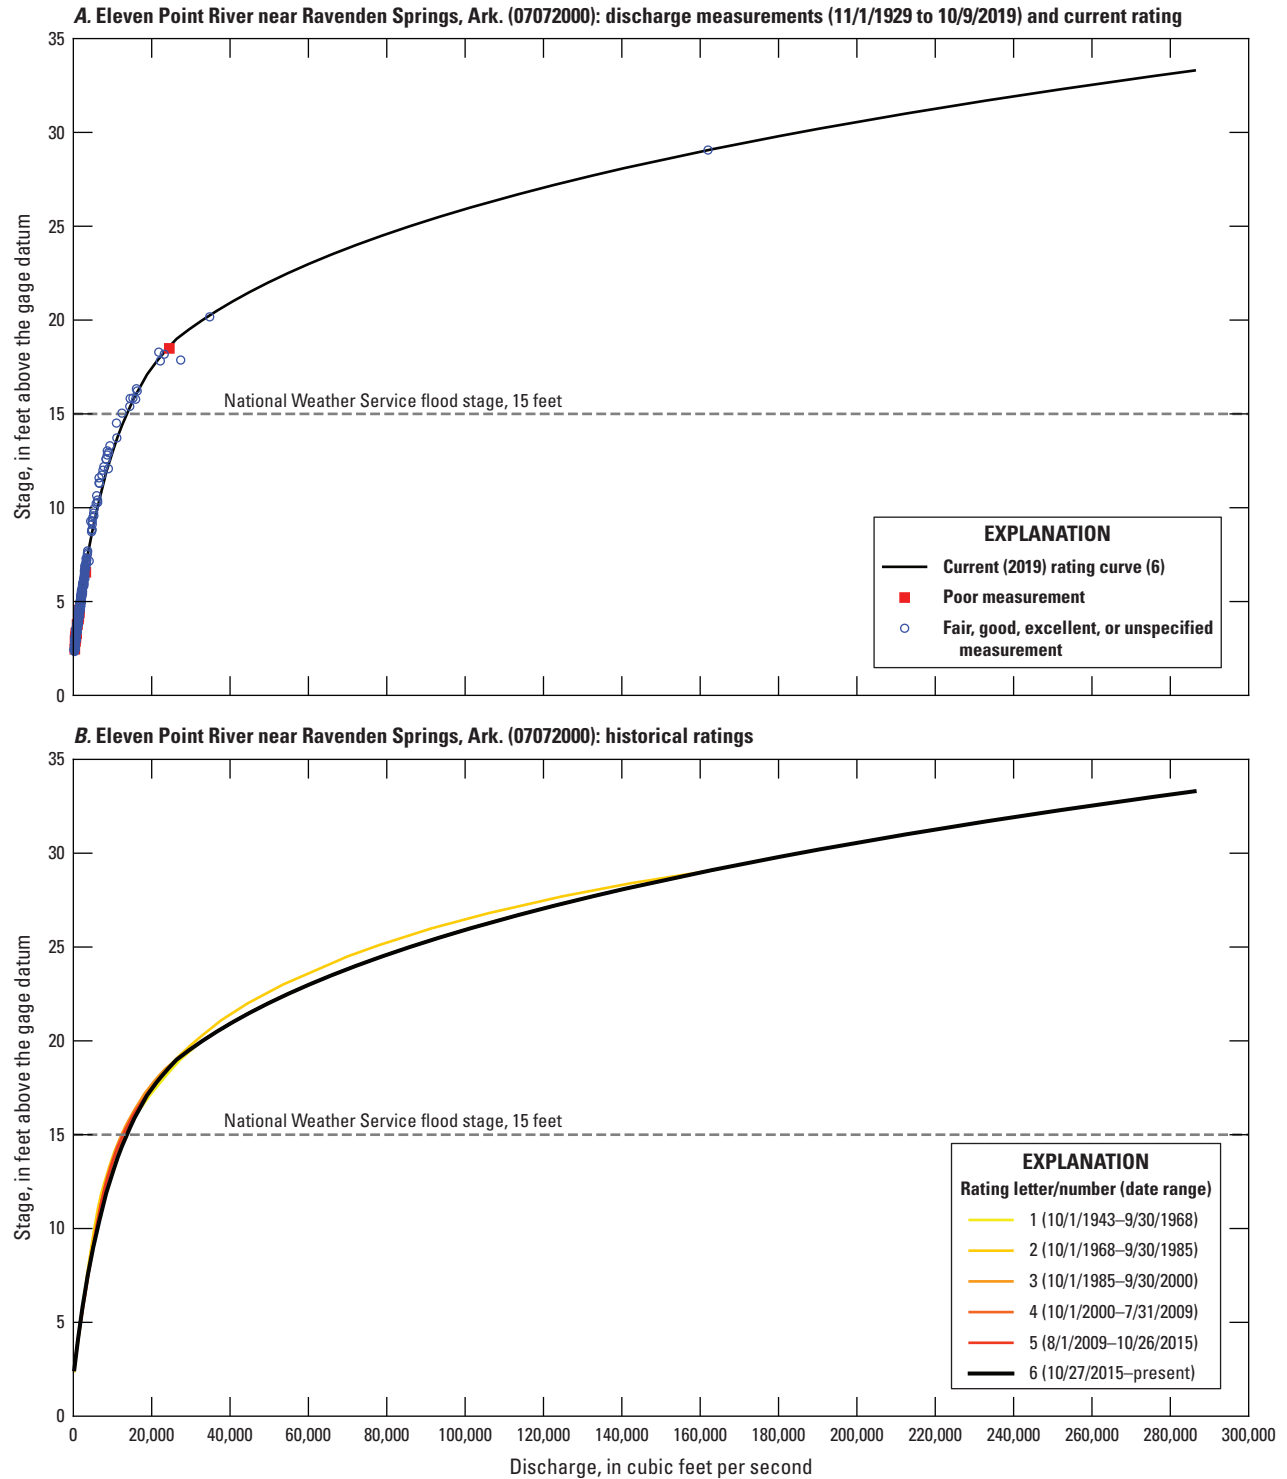 A. Eleven Point River near Ravenden Springs, Ark. (07072000): discharge measurements (11/1/1929 to 10/9/2019) and current rating
35
30
25
20
15
10
5
0
Stage, in feet above the gage datum
National Weather Service flood stage, 15 feet
EXPLANATION
Current (2019) rating curve (6)
Poor measurement
Fair, good, excellent, or unspecified
measurement
B. Eleven Point River near Ravenden Springs, Ark. (07072000): historical ratings
35
30
25
20
15
10
5
0
Stage, in feet above the gage datum
National Weather Service flood stage, 15 feet
EXPLANATION
Rating letter/number (date range)
1 (10/1/1943–9/30/1968)
2 (10/1/1968–9/30/1985)
3 (10/1/1985–9/30/2000)
4 (10/1/2000–7/31/2009)
5 (8/1/2009–10/26/2015)
6 (10/27/2015–present)
0 20,000 40,000 60,000 80,000 100,000 120,000 140,000 160,000 180,000 200,000 220,000 240,000 260,000 280,000 300,000
Discharge, in cubic feet per second